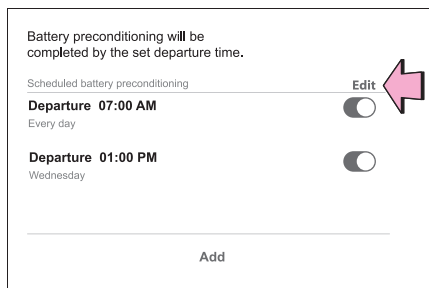 Battery preconditioning will be
completed by the set departure time.
Scheduled battery preconditioning Edit
Departure 07:00 AM
Every day
Departure 01:00 PM
Wednesday
Add